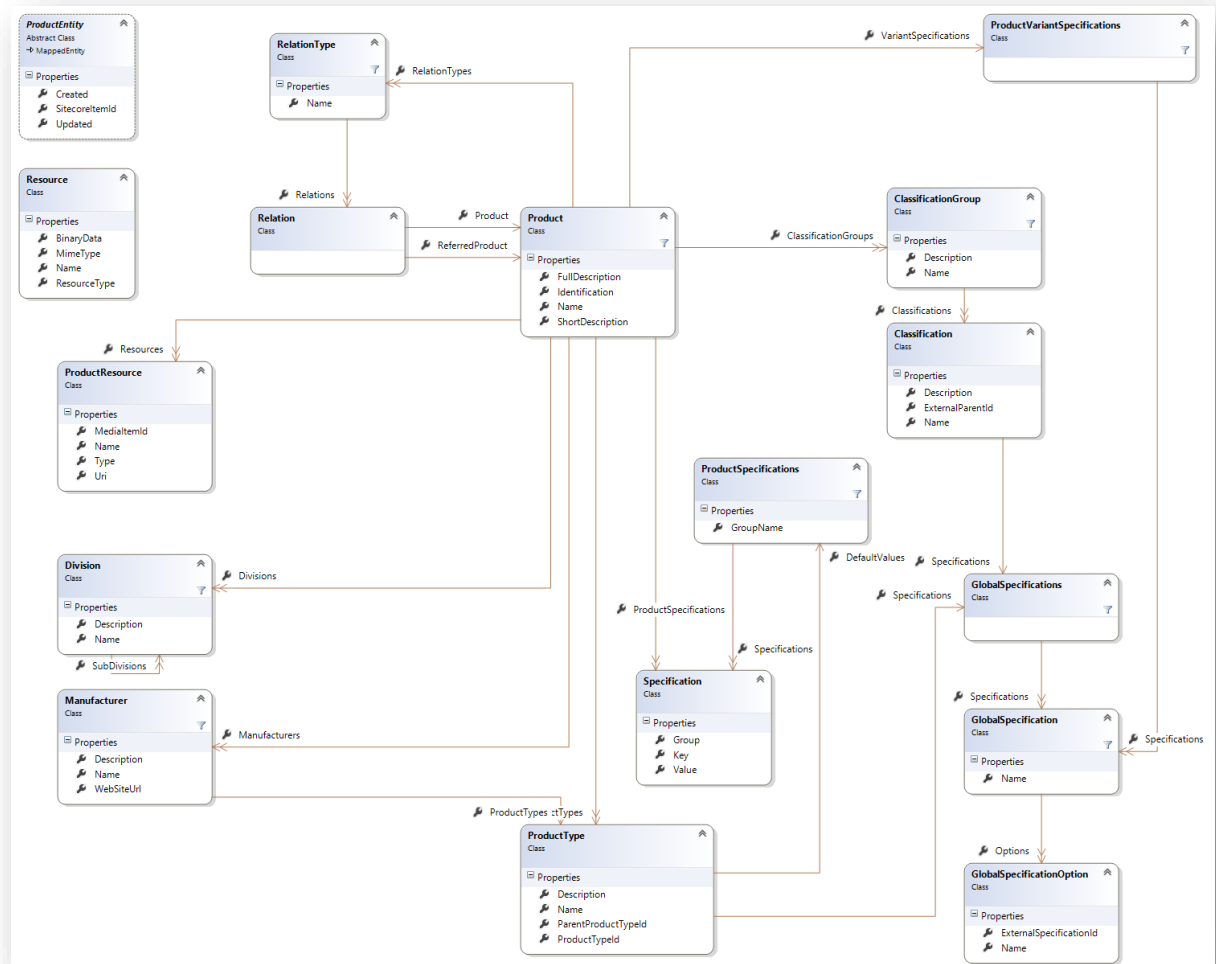 ProductEntity
Abstract Class
MappedEntity
Properties
Created
SitecoreItemId
Updated
Resource
Class
Properties
BinaryData
MimeType
Name
ResourceType
RelationType
Class
Properties
Name
RelationTypes
Relations
Relation
Class
Product
ReferredProduct
Product
Class
Properties
FullDescription
Identification
Name
ShortDescription
VariantSpecifications
ProductVariantSpecifications
Class
ClassificationGroups
ClassificationGroup
Class
Properties
Description
Name
Classifications
Classification
Class
Properties
Description
ExternalParentId
Name
Resources
ProductResource
Class
Properties
MediaItemId
Name
Type
Uri
ProductSpecifications
Class
Properties
GroupName
DefaultValues
Specifications
Specifications
Division
Class
Properties
Description
Name
Divisions
SubDivisions
ProductSpecifications
Specifications
GlobalSpecifications
Class
Specification
Class
Properties
Group
Key
Value
Manufacturer
Class
Properties
Description
Name
WebSiteUrl
Manufacturers
Specifications
GlobalSpecification
Class
Properties
Name
Specifications
ProductTypes
:tTypes
ProductType
Class
Properties
Description
Name
ParentProductTypeId
ProductTypeId
Options
GlobalSpecificationOption
Class
Properties
ExternalSpecificationId
Name